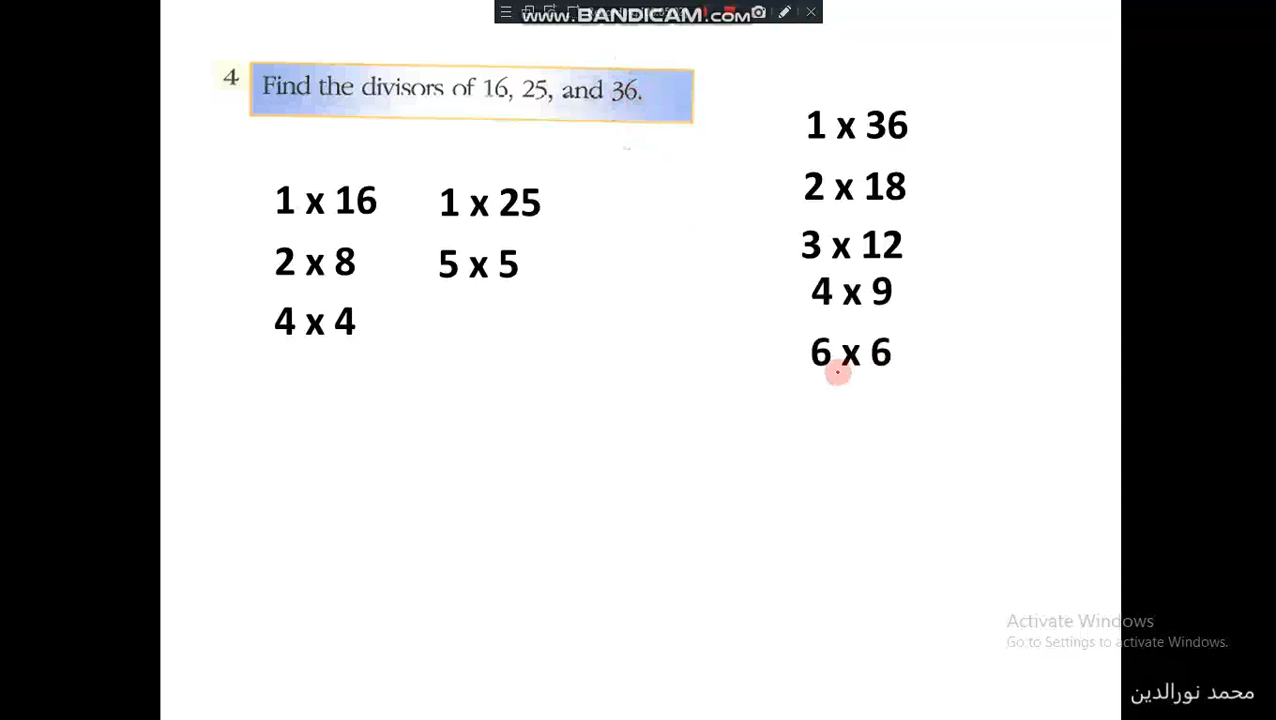 www.BANDICAM.com
4 Find the divisors of 16, 25, and 36.
1 x 16
2 x 8
4 x 4
1 x 25
5 x 5
1 x 36
2 x 18
3 x 12
4 x 9
6 x 6
Activate Windows
Go to Settings to activate Windows.
محمد نورالدين